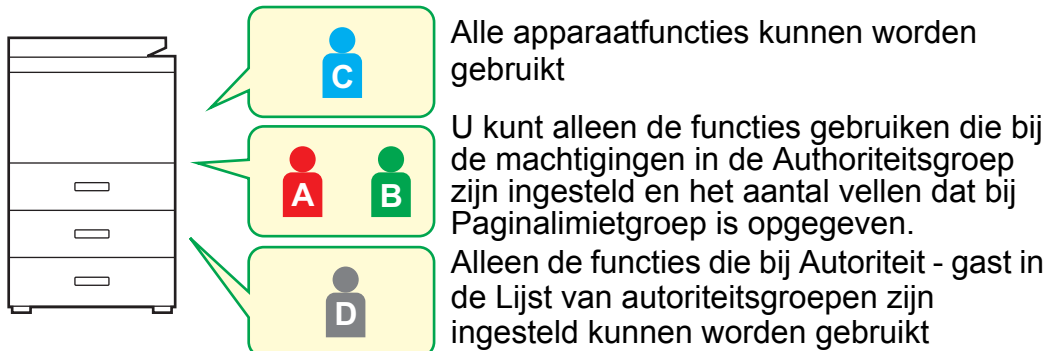 C
Alle apparaatfuncties kunnen worden
gebruikt
A
B
U kunt alleen de functies gebruiken die bij
de machtigingen in de Authoriteitsgroep
zijn ingesteld en het aantal vellen dat bij
Paginalimietgroep is opgegeven.
D
Alleen de functies die bij Autoriteit - gast in
de Lijst van autoriteitsgroepen zijn
ingesteld kunnen worden gebruikt